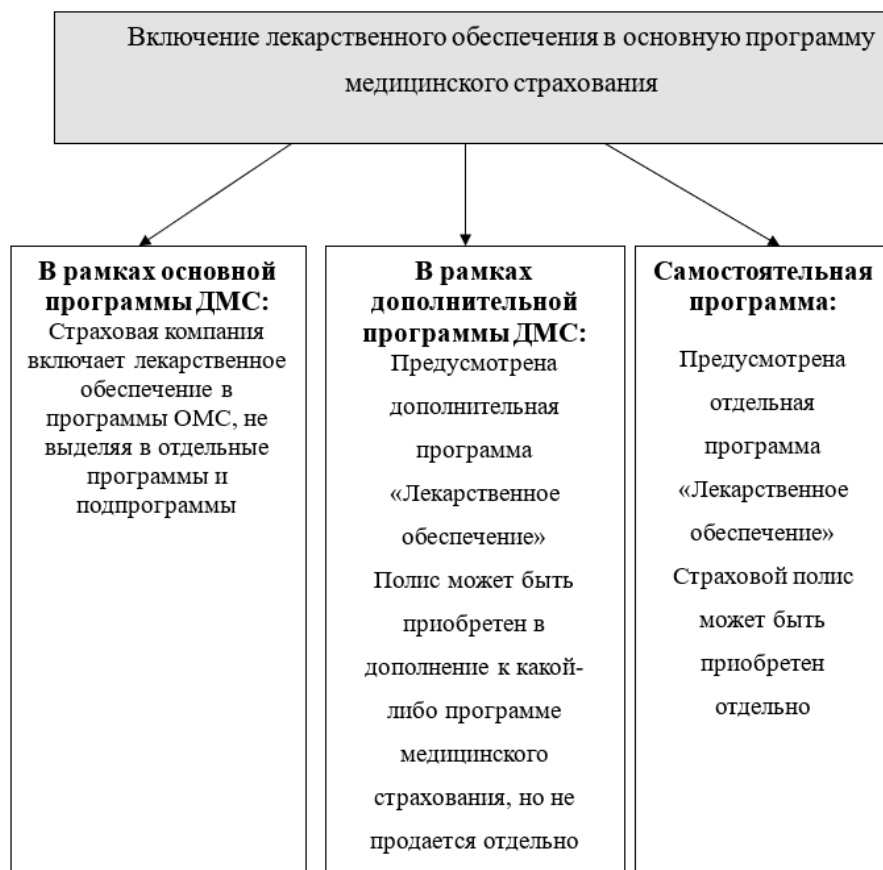 Включение лекарственного обеспечения в основную программу
медицинского страхования
В рамках основной
программы ДМС:
Страховая компания
включает лекарственное
обеспечение в
программы ОМС, не
выделяя в отдельные
программы и
подпрограммы
В рамках
дополнительной
программы ДМС:
Предусмотрена
дополнительная
программа
«Лекарственное
обеспечение»
Полис может быть
приобретен в
дополнение к какой-
либо программе
медицинского
страхования, но не
продается отдельно
Самостоятельная
программа:
Предусмотрена
отдельная
программа
«Лекарственное
обеспечение»
Страховой полис
может быть
приобретен
отдельно